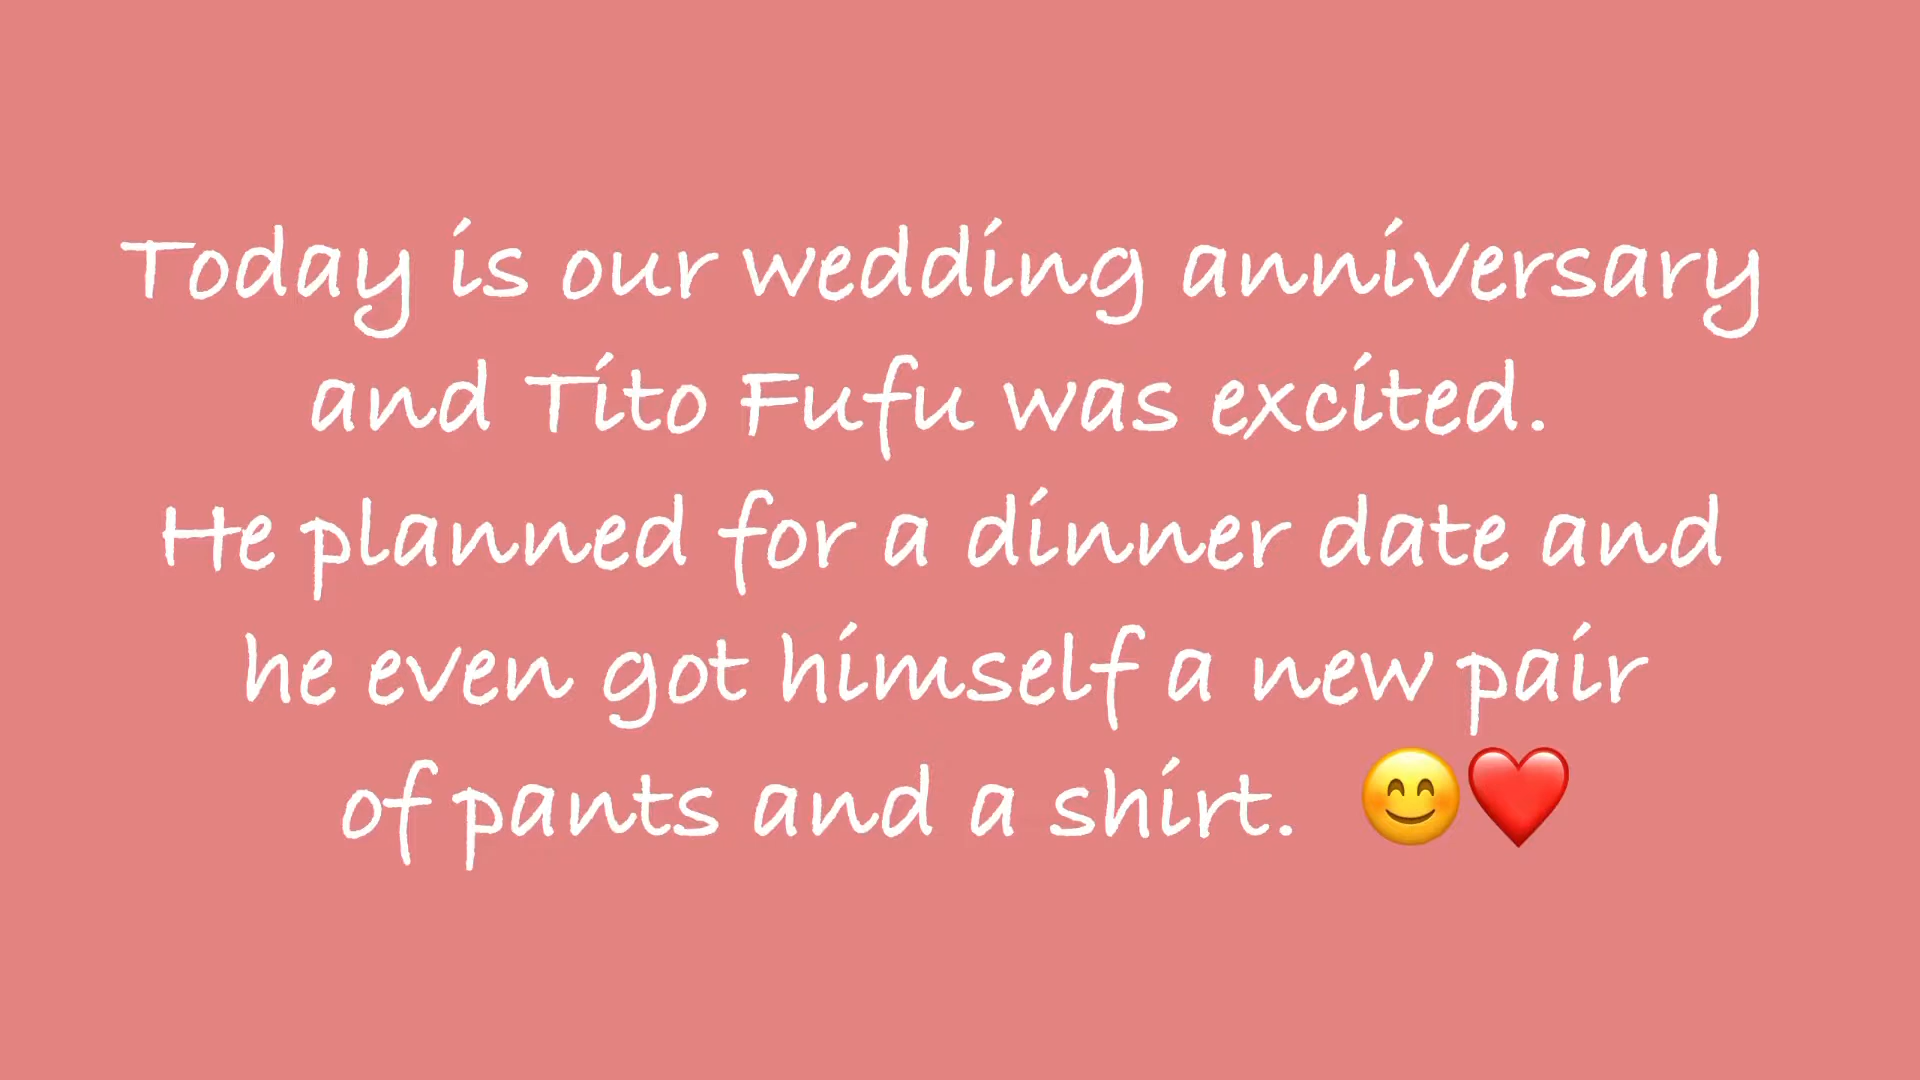 Today is our wedding anniversary
and Tito Fufu was excited.
He planned for a dinner date and
he even got himself a new pair
of pants and a shirt. 😊❤️